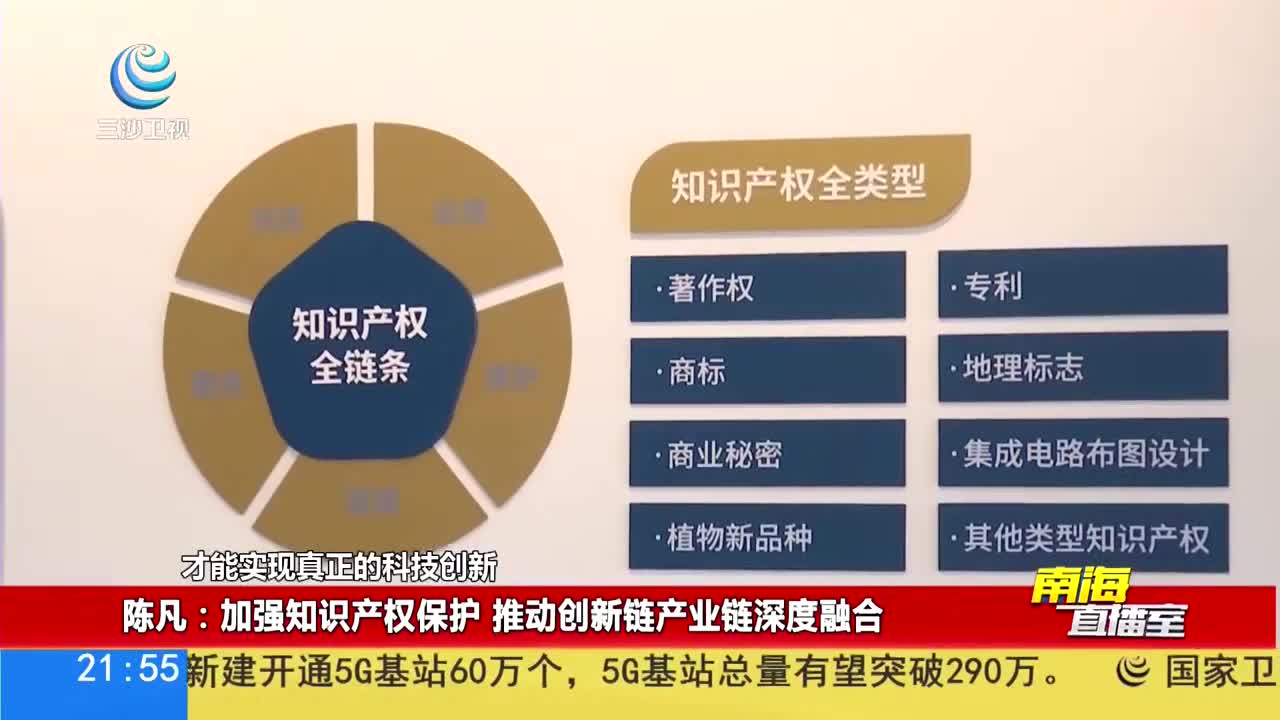 三沙卫视
知识产权
全链条
保护
知识产权全类型
·著作权
·专利
·商标
·地理标志
·商业秘密
·集成电路布图设计
·植物新品种
·其他类型知识产权
才能实现真正的科技创新
陈凡：加强知识产权保护 推动创新链产业链深度融合
南海
直播室
21:55
新建开通5G基站60万个，5G基站总量有望突破290万。 国家卫